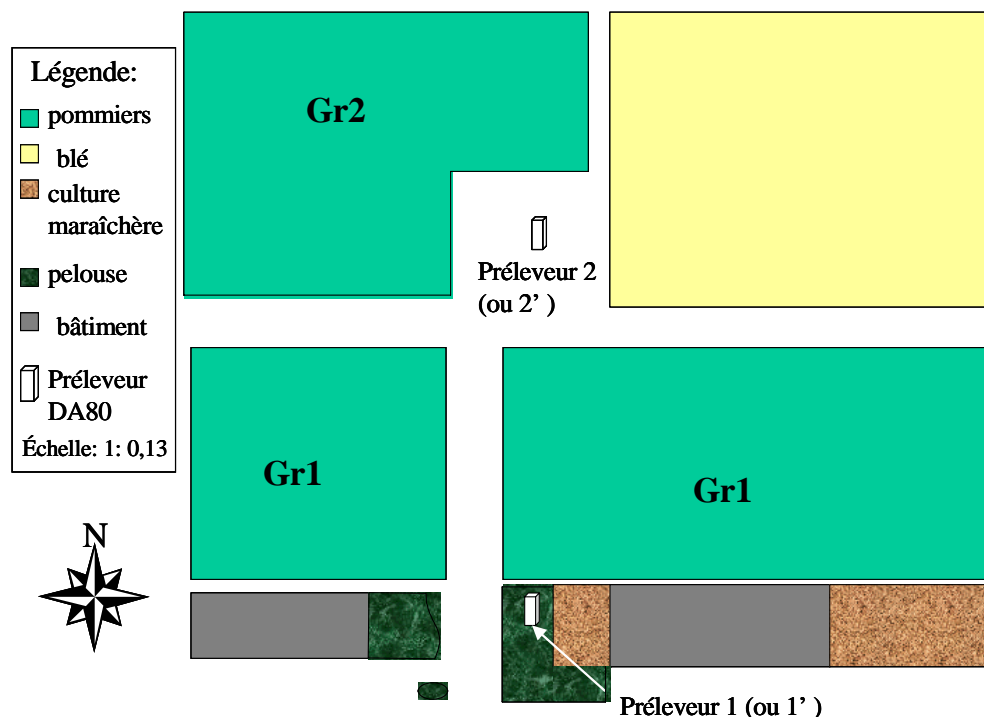 Légende:
pommiers
blé
culture
maraîchère
pelouse
bâtiment
Préleveur
DA80
Échelle: 1: 0,13
N
Gr2
Préleveur 2
(ou 2’ )
Gr1
Gr1
Préleveur 1 (ou 1’ )